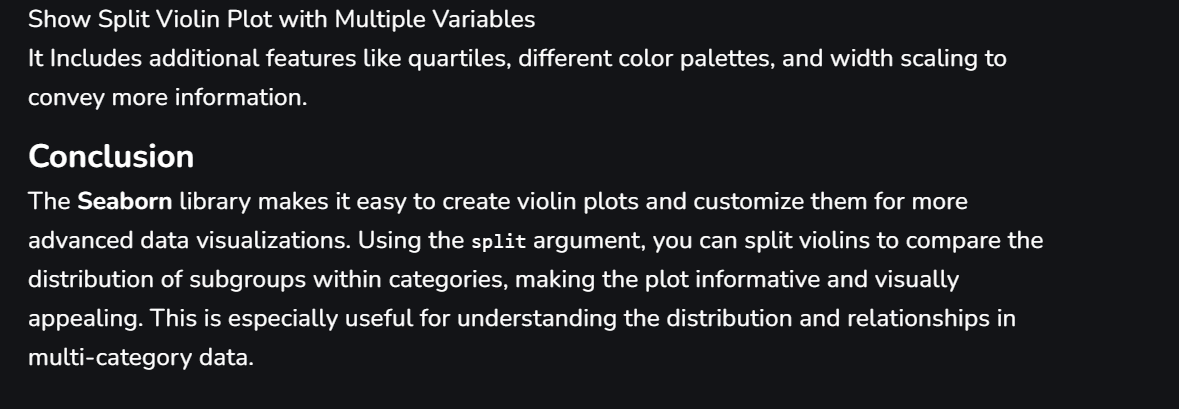 Show Split Violin Plot with Multiple Variables
It Includes additional features like quartiles, different color palettes, and width scaling to
convey more information.
Conclusion
The Seaborn library makes it easy to create violin plots and customize them for more
advanced data visualizations. Using the split argument, you can split violins to compare the
distribution of subgroups within categories, making the plot informative and visually
appealing. This is especially useful for understanding the distribution and relationships in
multi-category data.